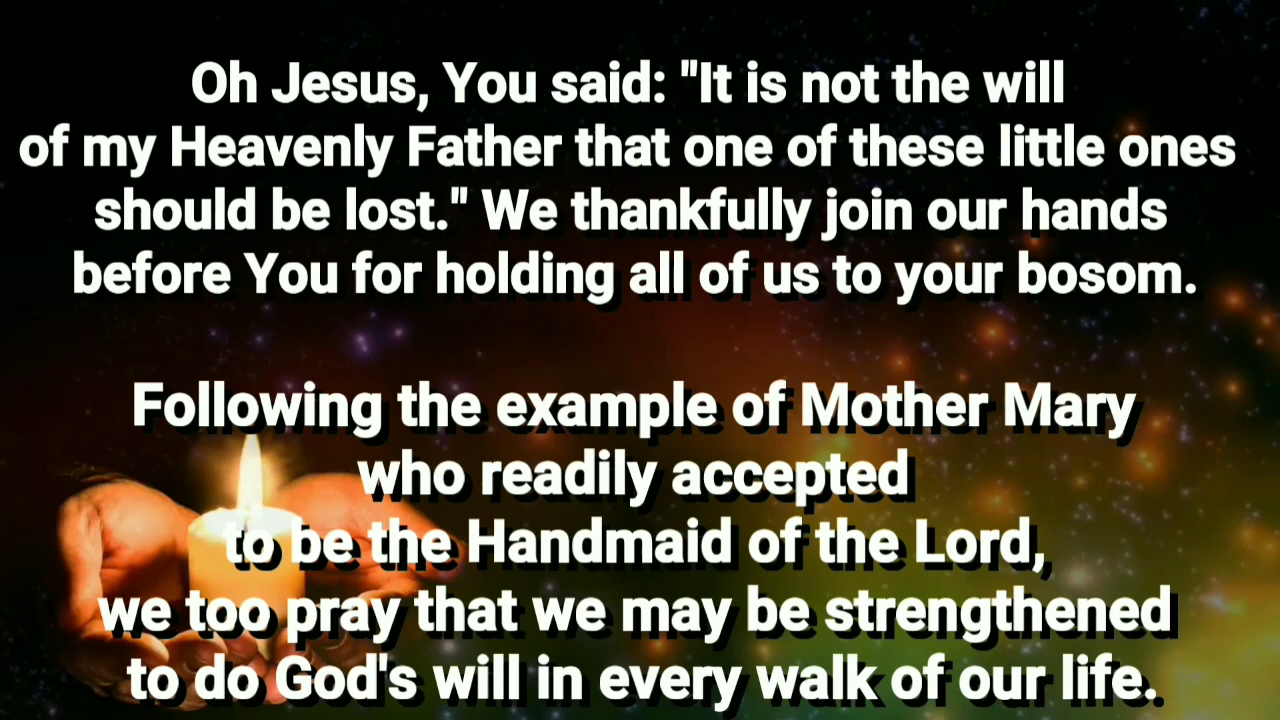 Oh Jesus, You said: "It is not the will
of my Heavenly Father that one of these little ones
should be lost." We thankfully join our hands
before You for holding all of us to your bosom.
Following the example of Mother Mary
who readily accepted
to be the Handmaid of the Lord,
we too pray that we may be strengthened
to do God's will in every walk of our life.